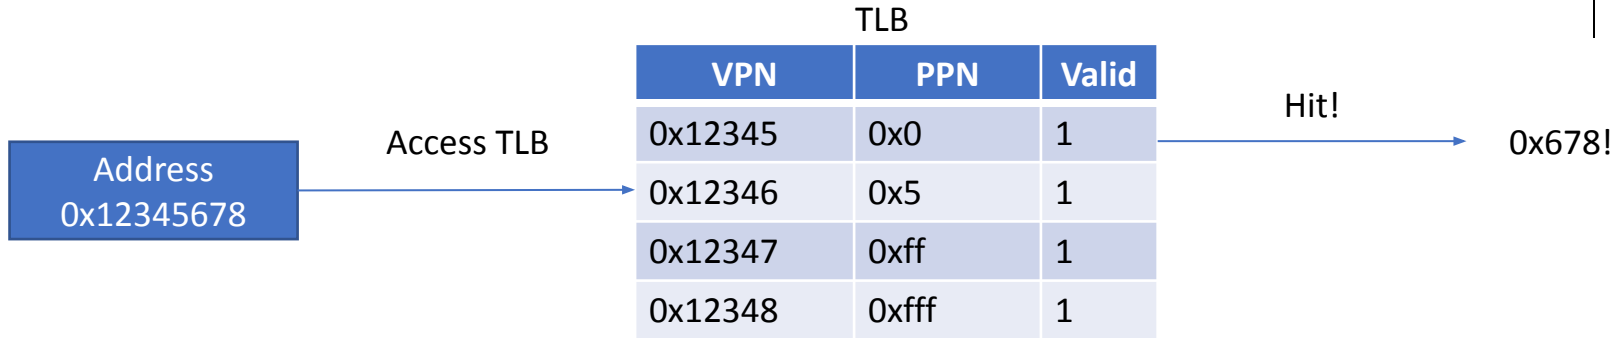 TLB
VPN PPN Valid
0x12345 0x0 1
0x12346 0x5 1
0x12347 0xff 1
0x12348 0xfff 1
Address
0x12345678
Access TLB
Hit!
0x678!